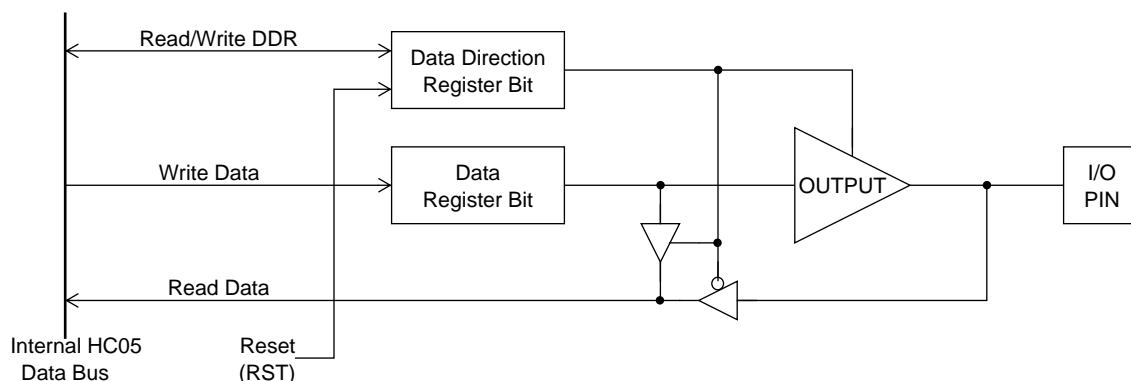 Read/Write DDR
Data Direction
Register Bit
Write Data
Data
Register Bit
OUTPUT
I/O
PIN
Read Data
Internal HC05
Data Bus
Reset
(RST)